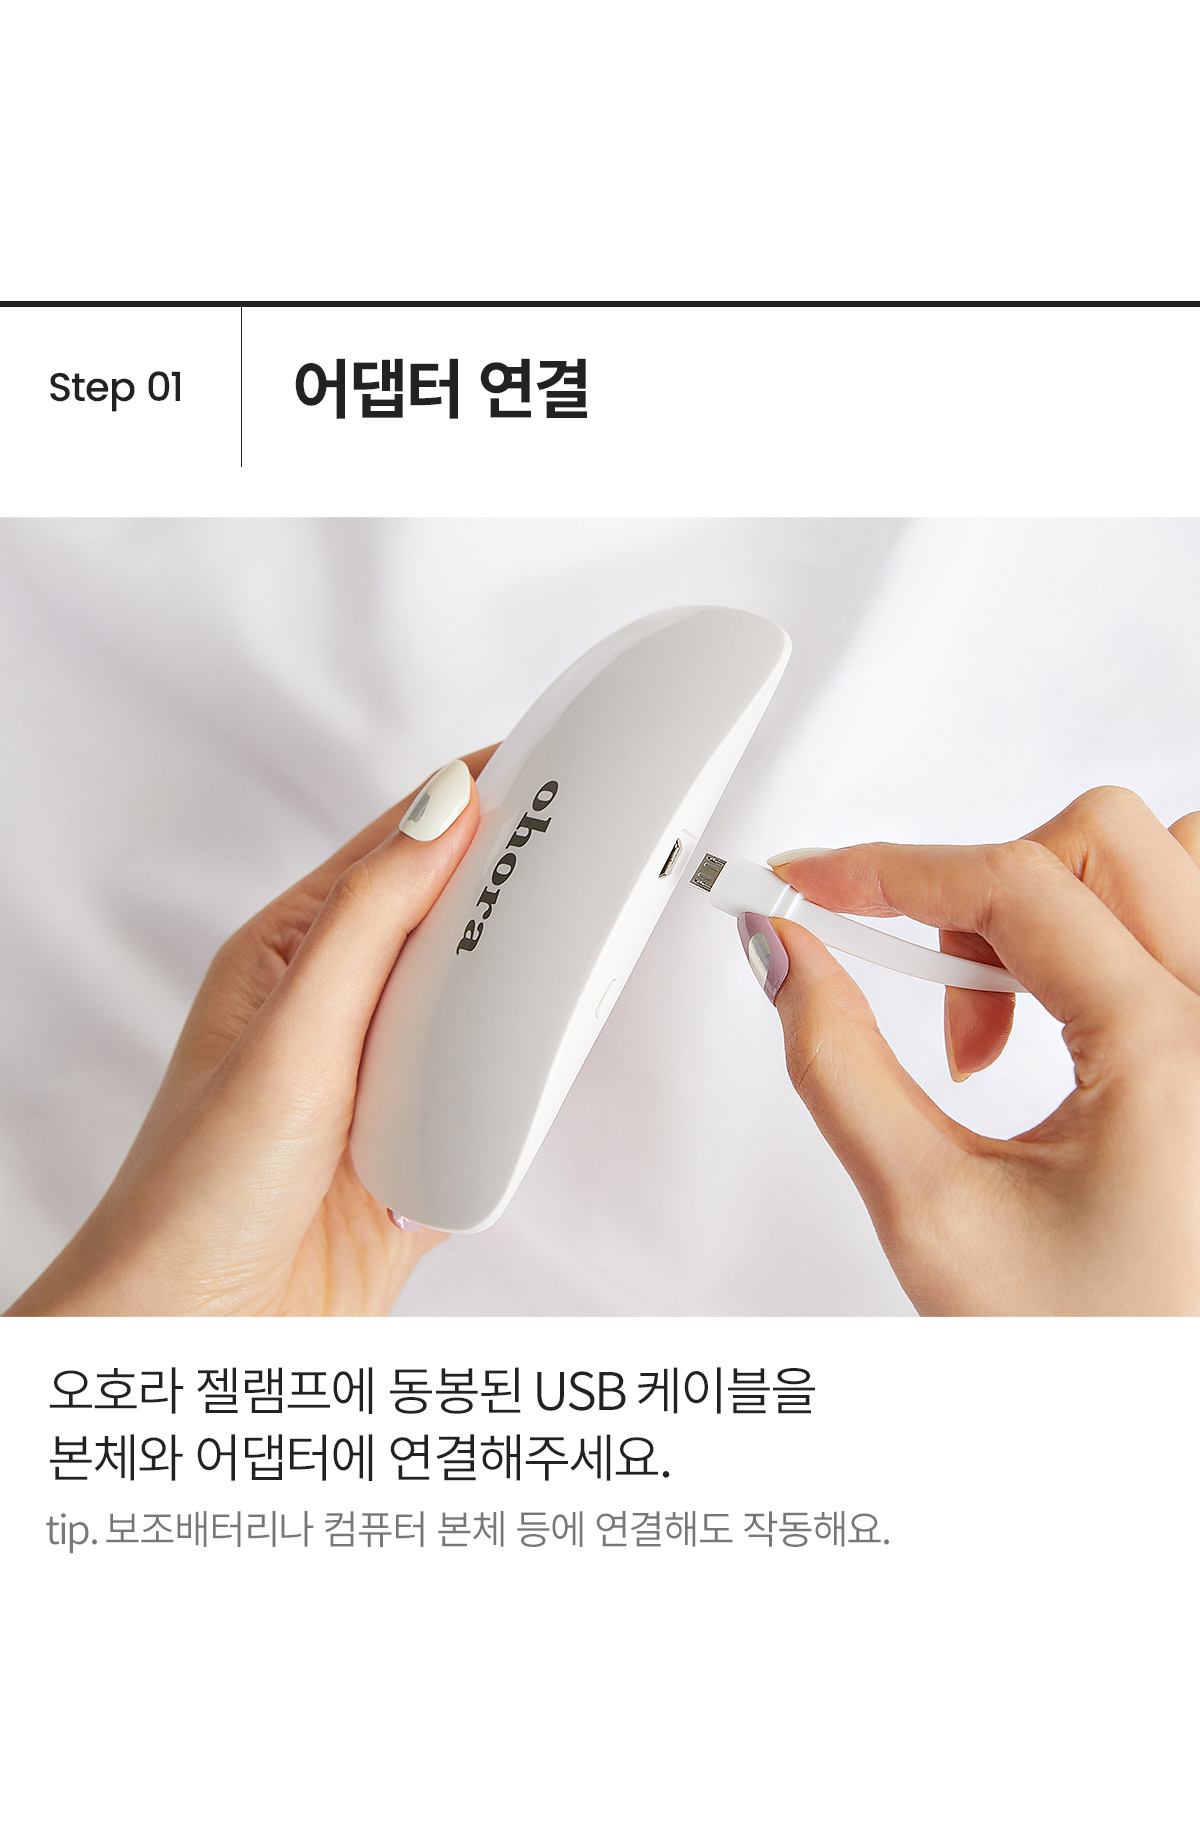 Step 01
어댑터 연결
ohora
오호라 젤램프에 동봉된 USB 케이블을
본체와 어댑터에 연결해주세요.
tip. 보조배터리나 컴퓨터 본체 등에 연결해도 작동해요.